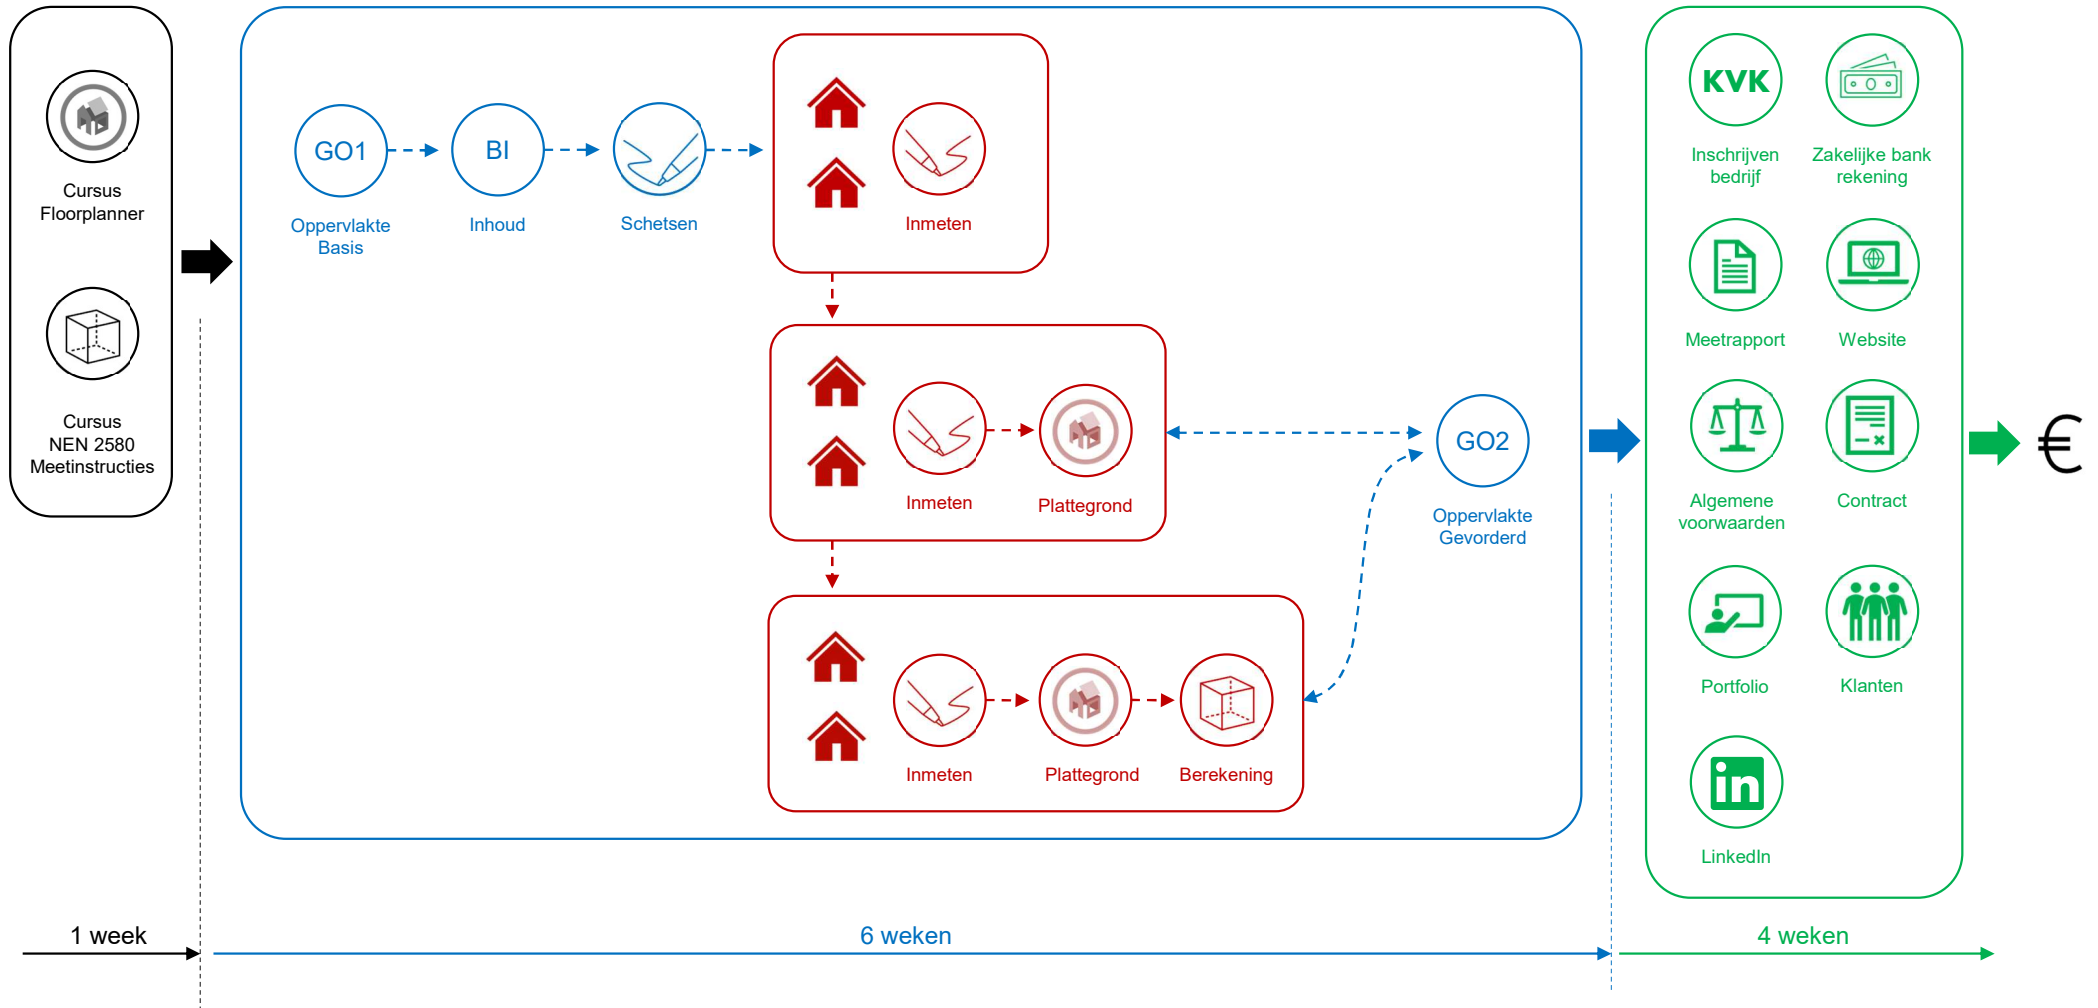 Cursus
Floorplanner
Cursus
NEN 2580
Meetinstructies
GO1
Oppervlakte
Basis
BI
Inhoud
Schetsen
Inmeten
Inmeten
Plattegrond
Inmeten
Plattegrond
Berekening
GO2
Oppervlakte
Gevorderd
KVK
Inschrijven
bedrijf
Zakelijke bank
rekening
Meetrapport
Website
Algemene
voorwaarden
Contract
Portfolio
Klanten
in
LinkedIn
€
1 week
6 weken
4 weken